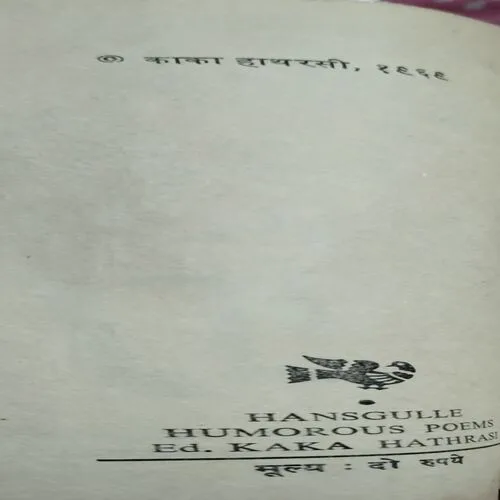 © काका हाथरसी, १९६९
HANSGULLE
HUMOROUS POEMS
Ed. KAKA HATHRASI
मूल्य : दो रुपये